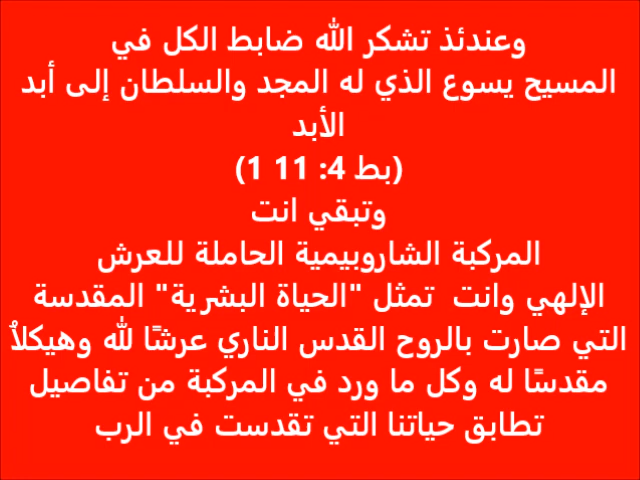 وعندئذ تشكر الله ضابط الكل في
المسيح يسوع الذي له المجد والسلطان إلى أبد
الأبد
(1 بط 4: 11)
وتبقي انت
المركبة الشاروبيمية الحاملة للعرش
الإلهي وانت تمثل "الحياة البشرية" المقدسة
التي صارت بالروح القدس الناري عرشًا لله وهيكلاً
مقدسًا له وكل ما ورد في المركبة من تفاصيل
تطابق حياتنا التي تقدست في الرب